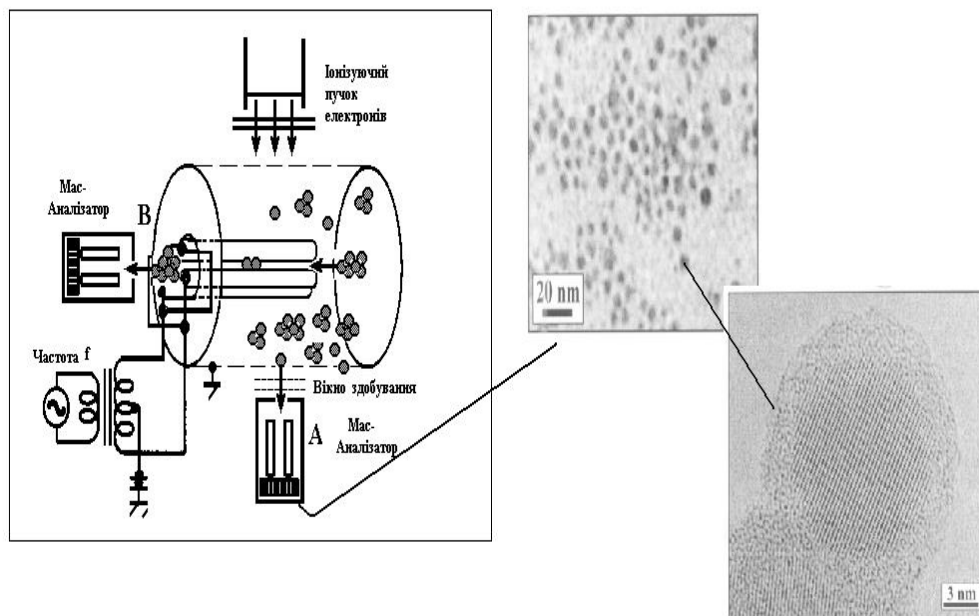 Іонізуючий
пучок
електронів
Мас-
Аналізатор
B
Частота f
Вікно здобування
A
Мас-
Аналізатор
20 nm
3 nm